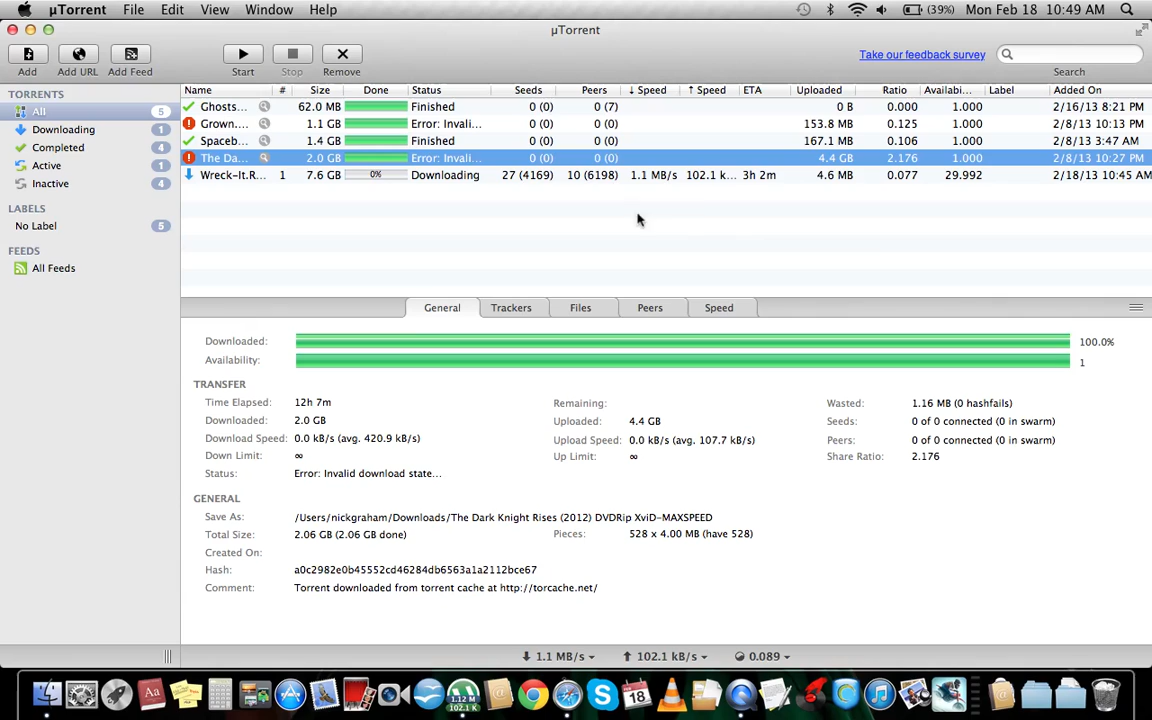 µTorrent File Edit View Window Help (39%) Mon Feb 18 10:49 AM
µTorrent
Add Add URL Add Feed Start Stop Remove Take our feedback survey Search
TORRENTS
All 5
Downloading 1
Completed 4
Active 1
Inactive 4
LABELS
No Label 5
FEEDS
All Feeds
Name # Size Done Status Seeds Peers ↓ Speed ↑ Speed ETA Uploaded Ratio Availabi... Label Added On
Ghosts... 62.0 MB Finished 0 (0) 0 (7) 0 B 0.000 1.000 2/16/13 8:21 PM
Grown.... 1.1 GB Error: Invali... 0 (0) 0 (0) 153.8 MB 0.125 1.000 2/8/13 10:13 PM
Spaceb... 1.4 GB Finished 0 (0) 0 (0) 167.1 MB 0.106 1.000 2/8/13 3:47 AM
The Da... 2.0 GB Error: Invali... 0 (0) 0 (0) 4.4 GB 2.176 1.000 2/8/13 10:27 PM
Wreck-It.R... 1 7.6 GB 0% Downloading 27 (4169) 10 (6198) 1.1 MB/s 102.1 k... 3h 2m 4.6 MB 0.077 29.992 2/18/13 10:45 AM
General Trackers Files Peers Speed
Downloaded: 100.0%
Availability: 1
TRANSFER
Time Elapsed: 12h 7m Remaining: Wasted: 1.16 MB (0 hashfails)
Downloaded: 2.0 GB Uploaded: 4.4 GB Seeds: 0 of 0 connected (0 in swarm)
Download Speed: 0.0 kB/s (avg. 420.9 kB/s) Upload Speed: 0.0 kB/s (avg. 107.7 kB/s) Peers: 0 of 0 connected (0 in swarm)
Down Limit: ∞ Up Limit: ∞ Share Ratio: 2.176
Status: Error: Invalid download state...
GENERAL
Save As: /Users/nickgraham/Downloads/The Dark Knight Rises (2012) DVDRip XviD-MAXSPEED
Total Size: 2.06 GB (2.06 GB done) Pieces: 528 x 4.00 MB (have 528)
Created On:
Hash: a0c2982e0b45552cd46284db6563a1a2112bce67
Comment: Torrent downloaded from torrent cache at http://torcache.net/
1.1 MB/s 102.1 kB/s 0.089
1.12 M
102.1 K
18